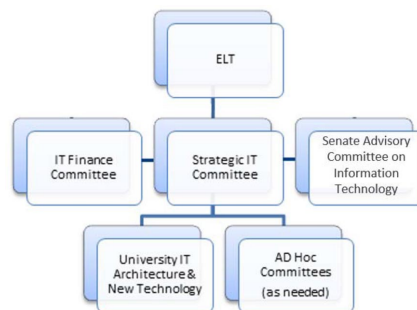 ELT
IT Finance
Committee
Strategic IT
Committee
Senate Advisory
Committee on
Information
Technology
University IT
Architecture &
New Technology
AD Hoc
Committees
(as needed)